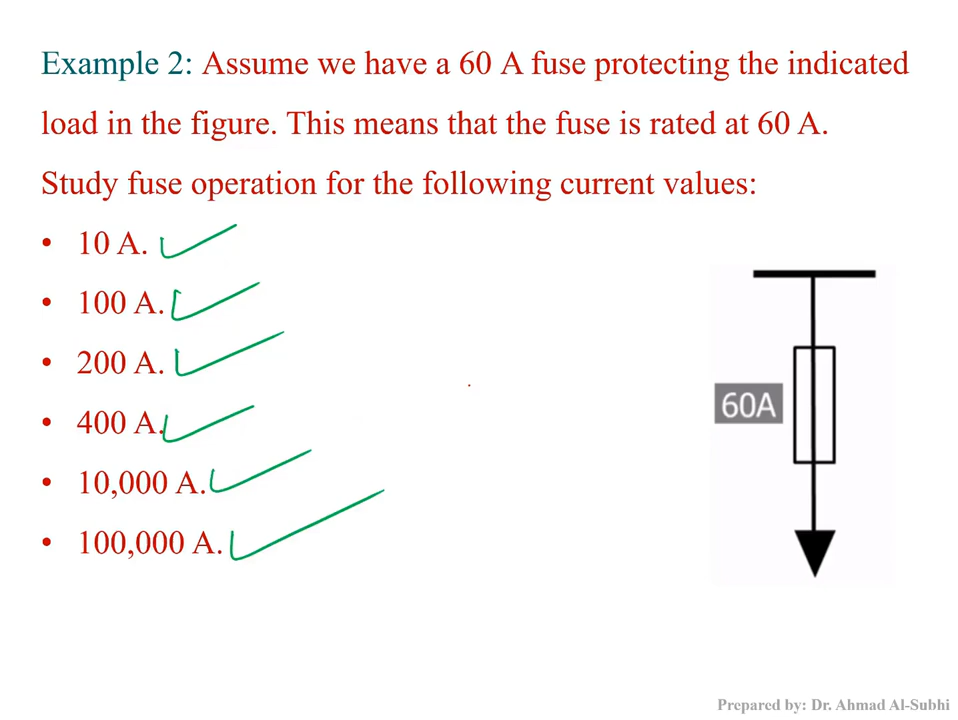 Example 2: Assume we have a 60 A fuse protecting the indicated
load in the figure. This means that the fuse is rated at 60 A.
Study fuse operation for the following current values:
• 10 A.
• 100 A.
• 200 A.
• 400 A.
• 10,000 A.
• 100,000 A.
60A
Prepared by: Dr. Ahmad Al-Subhi